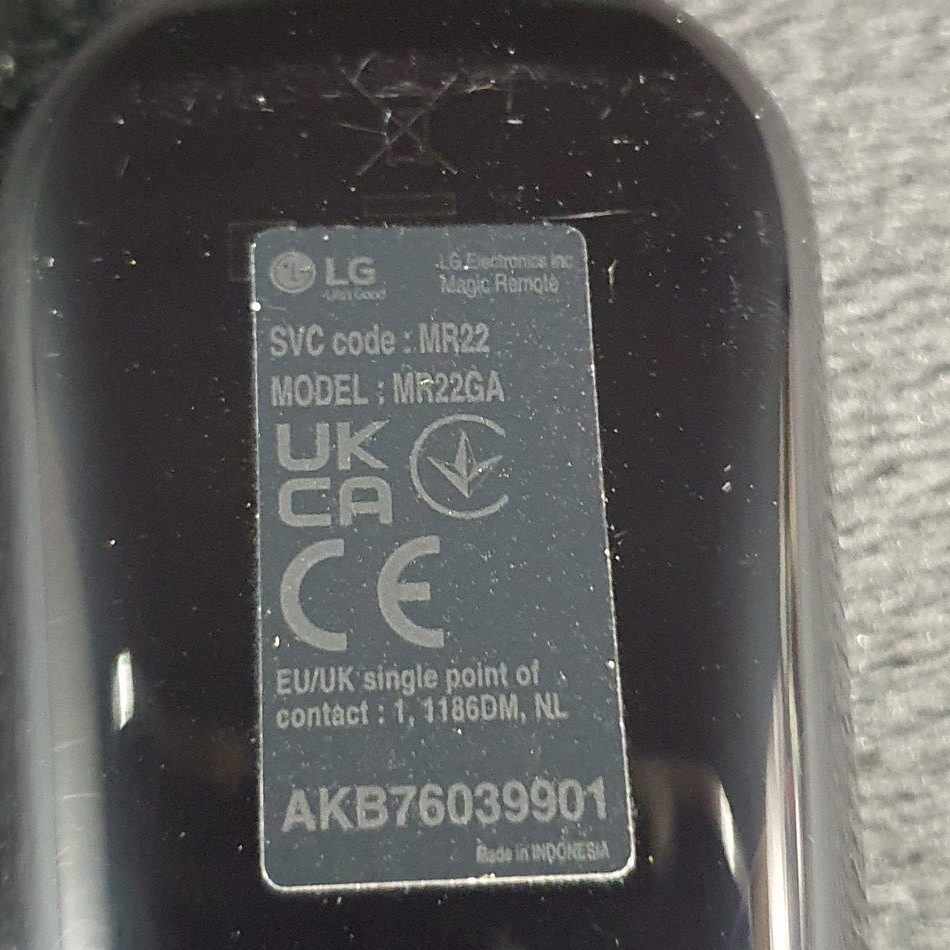 LG
Life's Good
LG Electronics Inc
Magic Remote
SVC code : MR22
MODEL : MR22GA
UK
CA
CE
EU/UK single point of
contact : 1, 1186DM, NL
AKB76039901
Made in INDONESIA